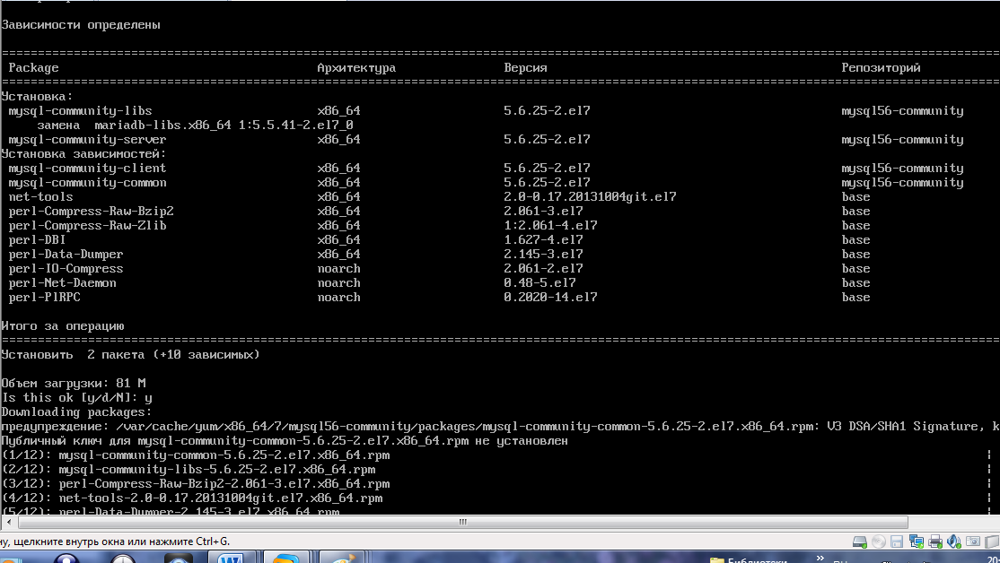 Зависимости определены
================================================================================
Package Архитектура Версия Репозиторий
================================================================================
Установка:
mysql-community-libs x86_64 5.6.25-2.el7 mysql56-community
замена mariadb-libs.x86_64 1:5.5.41-2.el7_0
mysql-community-server x86_64 5.6.25-2.el7 mysql56-community
Установка зависимостей:
mysql-community-client x86_64 5.6.25-2.el7 mysql56-community
mysql-community-common x86_64 5.6.25-2.el7 mysql56-community
net-tools x86_64 2.0-0.17.20131004git.el7 base
perl-Compress-Raw-Bzip2 x86_64 2.061-3.el7 base
perl-Compress-Raw-Zlib x86_64 1:2.061-4.el7 base
perl-DBI x86_64 1.627-4.el7 base
perl-Data-Dumper x86_64 2.145-3.el7 base
perl-IO-Compress noarch 2.061-2.el7 base
perl-Net-Daemon noarch 0.48-5.el7 base
perl-PlRPC noarch 0.2020-14.el7 base
Итого за операцию
================================================================================
Установить 2 пакета (+10 зависимых)
Объем загрузки: 81 M
Is this ok [y/d/N]: y
Downloading packages:
предупреждение: /var/cache/yum/x86_64/7/mysql56-community/packages/mysql-community-common-5.6.25-2.el7.x86_64.rpm: V3 DSA/SHA1 Signature, k
Публичный ключ для mysql-community-common-5.6.25-2.el7.x86_64.rpm не установлен
(1/12): mysql-community-common-5.6.25-2.el7.x86_64.rpm
(2/12): mysql-community-libs-5.6.25-2.el7.x86_64.rpm
(3/12): perl-Compress-Raw-Bzip2-2.061-3.el7.x86_64.rpm
(4/12): net-tools-2.0-0.17.20131004git.el7.x86_64.rpm
(5/12): perl-Data-Dumper-2.145-3.el7.x86_64.rpm
ну, щелкните внутрь окна или нажмите Ctrl+G.
Библиотеки
20